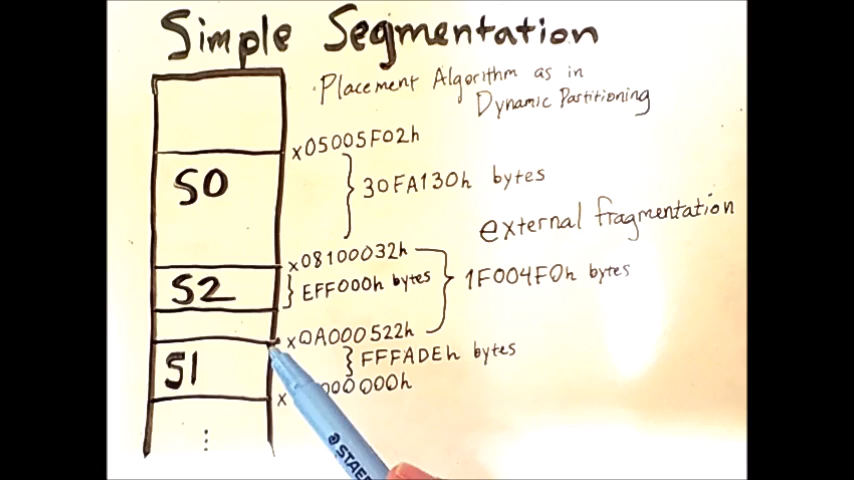 Simple Segmentation
. Placement Algorithm as in
Dynamic Partitioning
x05005F02h
S0
30FA130h bytes
external fragmentation
x08100032h
S2
EFF000h bytes
1F004F0h bytes
x0A000522h
S1
FFFADEh bytes
x 000000h
⋮
STAE